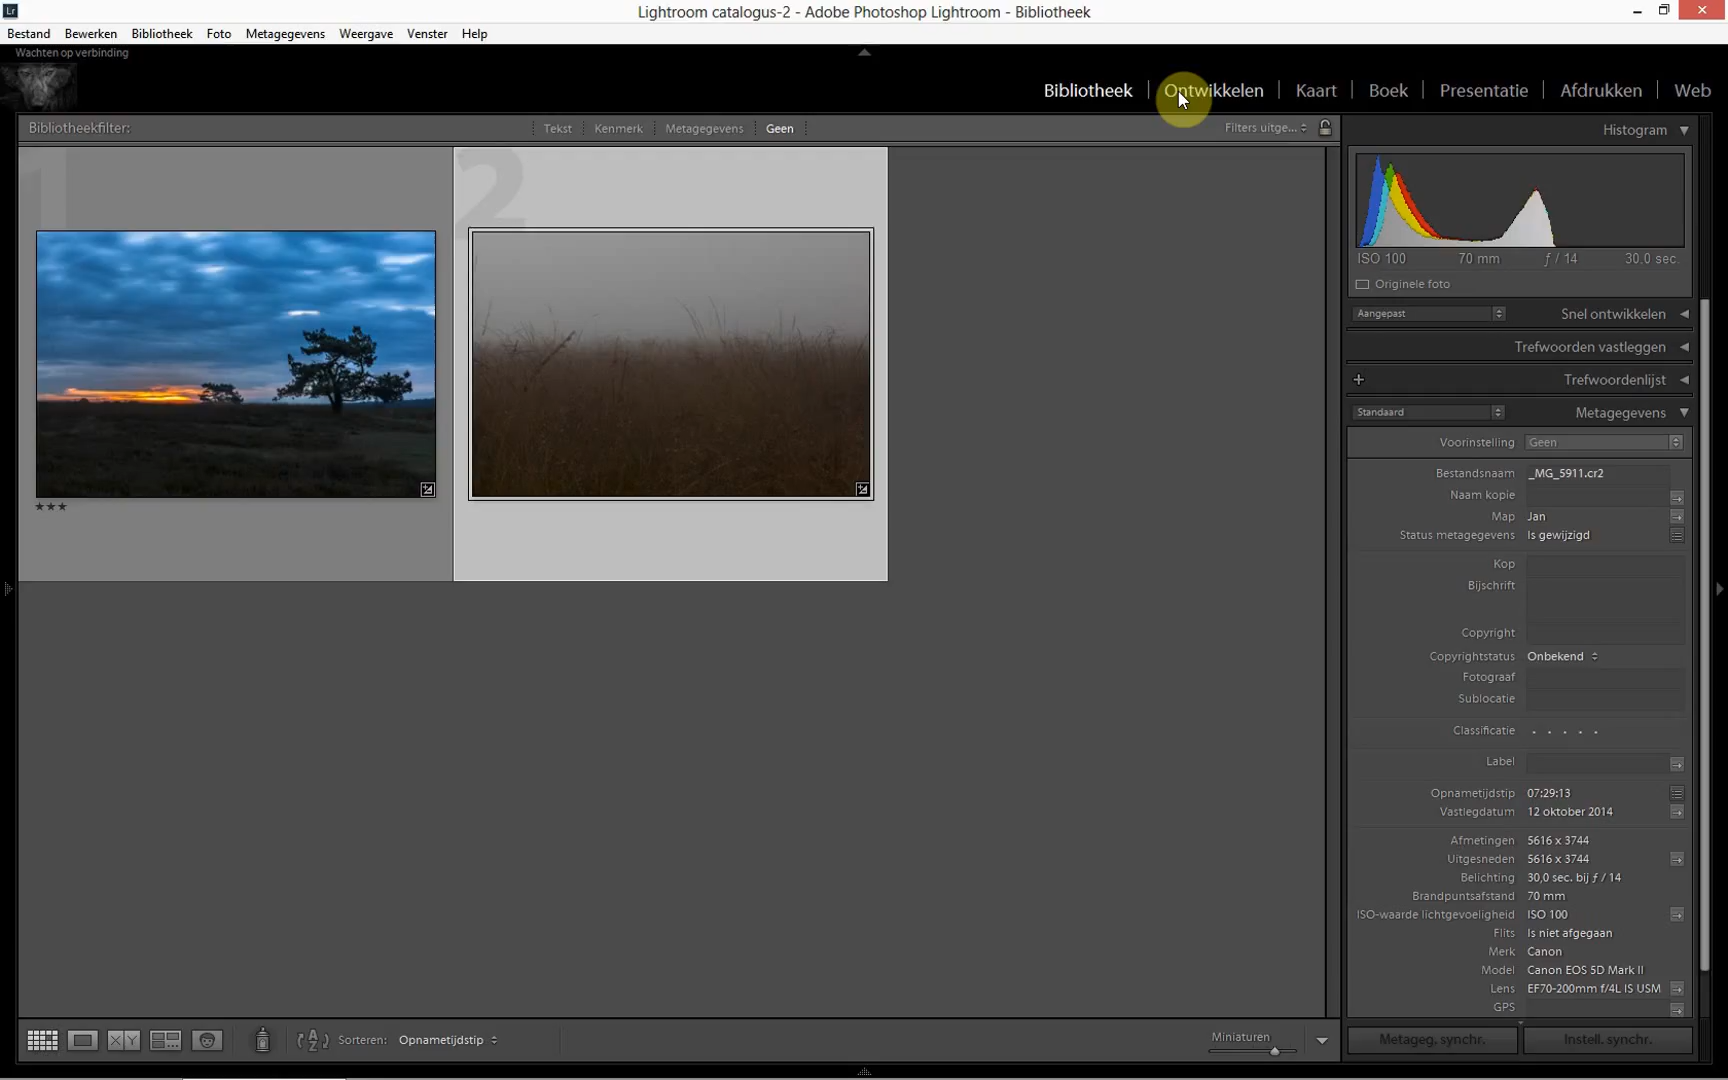 Lr Lightroom catalogus-2 - Adobe Photoshop Lightroom - Bibliotheek
Bestand Bewerken Bibliotheek Foto Metagegevens Weergave Venster Help
Wachten op verbinding
Bibliotheek Ontwikkelen Kaart Boek Presentatie Afdrukken Web
Bibliotheekfilter: Tekst Kenmerk Metagegevens Geen Filters uitge...
Histogram
1 2
ISO 100 70 mm ƒ / 14 30,0 sec.
Originele foto
Aangepast Snel ontwikkelen
Trefwoorden vastleggen
+ Trefwoordenlijst
Standaard Metagegevens
Voorinstelling Geen
Bestandsnaam _MG_5911.cr2
Naam kopie
Map Jan
Status metagegevens Is gewijzigd
Kop
Bijschrift
Copyright
Copyrightstatus Onbekend
Fotograaf
Sublocatie
Classificatie . . . . .
Label
Opnametijdstip 07:29:13
Vastlegdatum 12 oktober 2014
Afmetingen 5616 x 3744
Uitgesneden 5616 x 3744
Belichting 30,0 sec. bij ƒ / 14
Brandpuntsafstand 70 mm
ISO-waarde lichtgevoeligheid ISO 100
Flits Is niet afgegaan
Merk Canon
Model Canon EOS 5D Mark II
Lens EF70-200mm f/4L IS USM
GPS
XY AZ Sorteren: Opnametijdstip Miniaturen
Metageg. synchr. Instell. synchr.